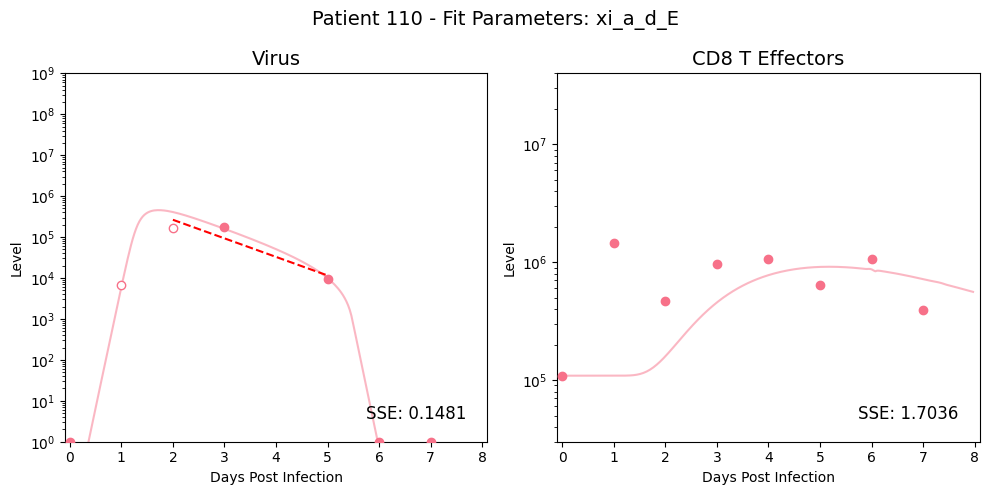 Patient 110 - Fit Parameters: xi_a_d_E
Virus
CD8 T Effectors
Level
10^9
10^8
10^7
10^6
10^5
10^4
10^3
10^2
10^1
10^0
SSE: 0.1481
0 1 2 3 4 5 6 7 8
Days Post Infection
Level
10^7
10^6
10^5
SSE: 1.7036
0 1 2 3 4 5 6 7 8
Days Post Infection